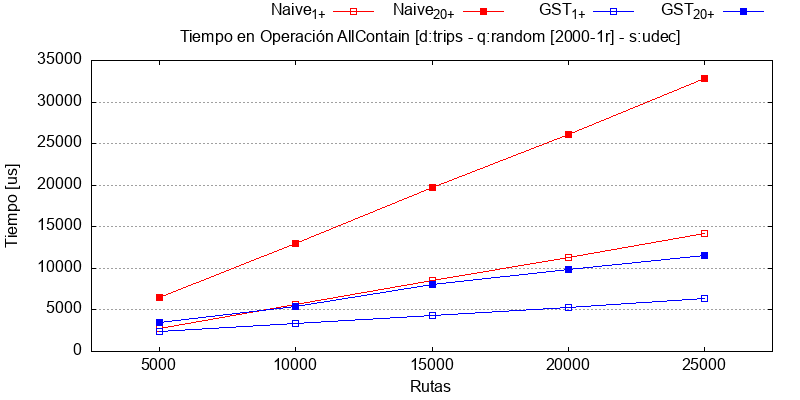 Naive1+ Naive20+ GST1+ GST20+
Tiempo en Operación AllContain [d:trips - q:random [2000-1r] - s:udec]
35000
30000
25000
20000
15000
10000
5000
0
Tiempo [us]
5000 10000 15000 20000 25000
Rutas